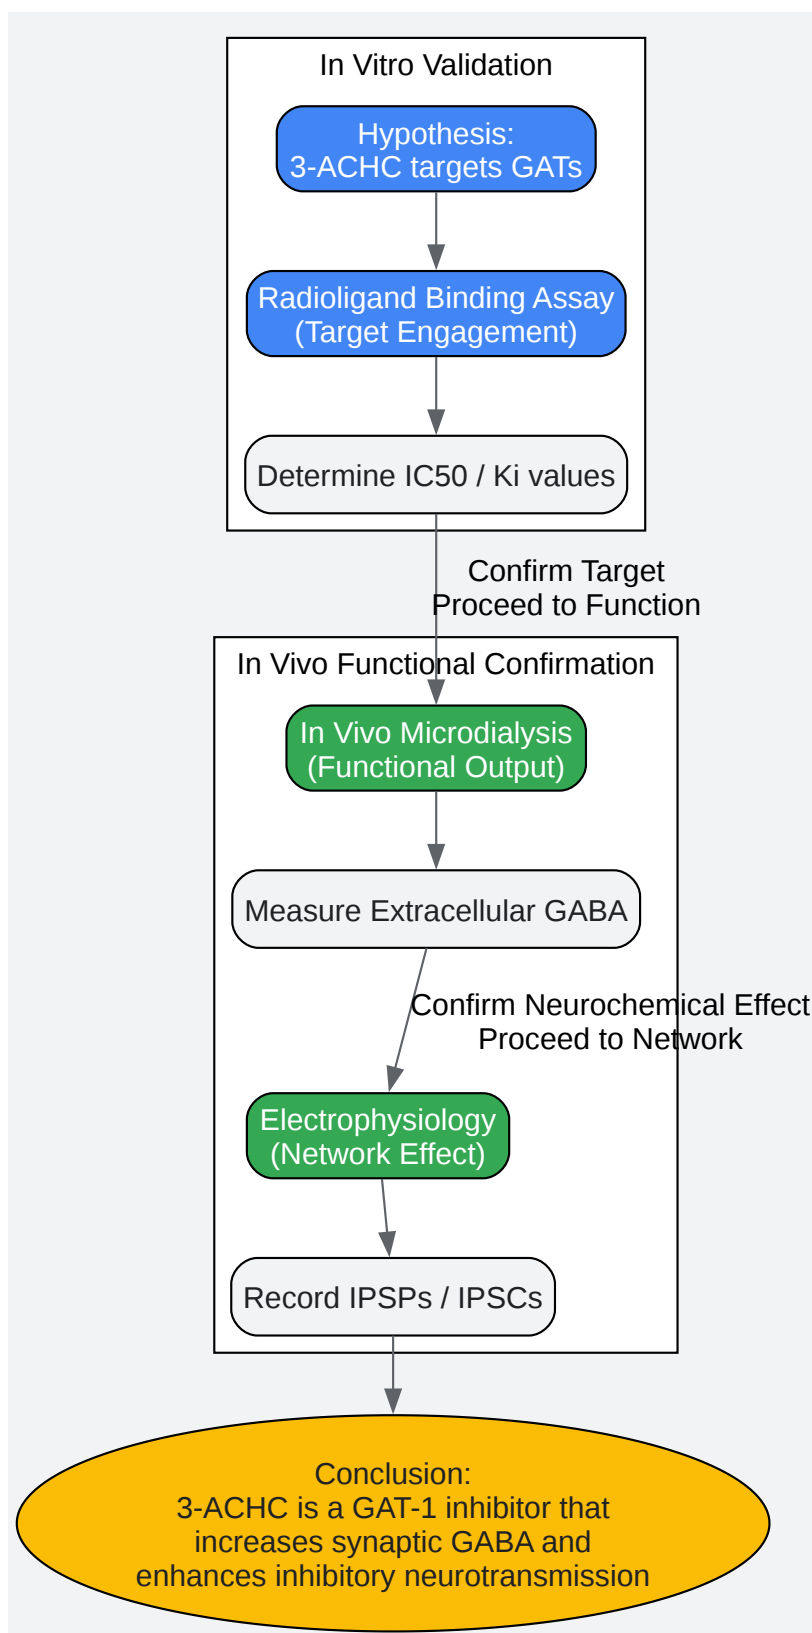 In Vitro Validation
Hypothesis:
3-ACHC targets GATs
Radioligand Binding Assay
(Target Engagement)
Determine IC50 / Ki values
Confirm Target
Proceed to Function
In Vivo Functional Confirmation
In Vivo Microdialysis
(Functional Output)
Measure Extracellular GABA
Confirm Neurochemical Effect
Proceed to Network
Electrophysiology
(Network Effect)
Record IPSPs / IPSCs
Conclusion:
3-ACHC is a GAT-1 inhibitor that
increases synaptic GABA and
enhances inhibitory neurotransmission